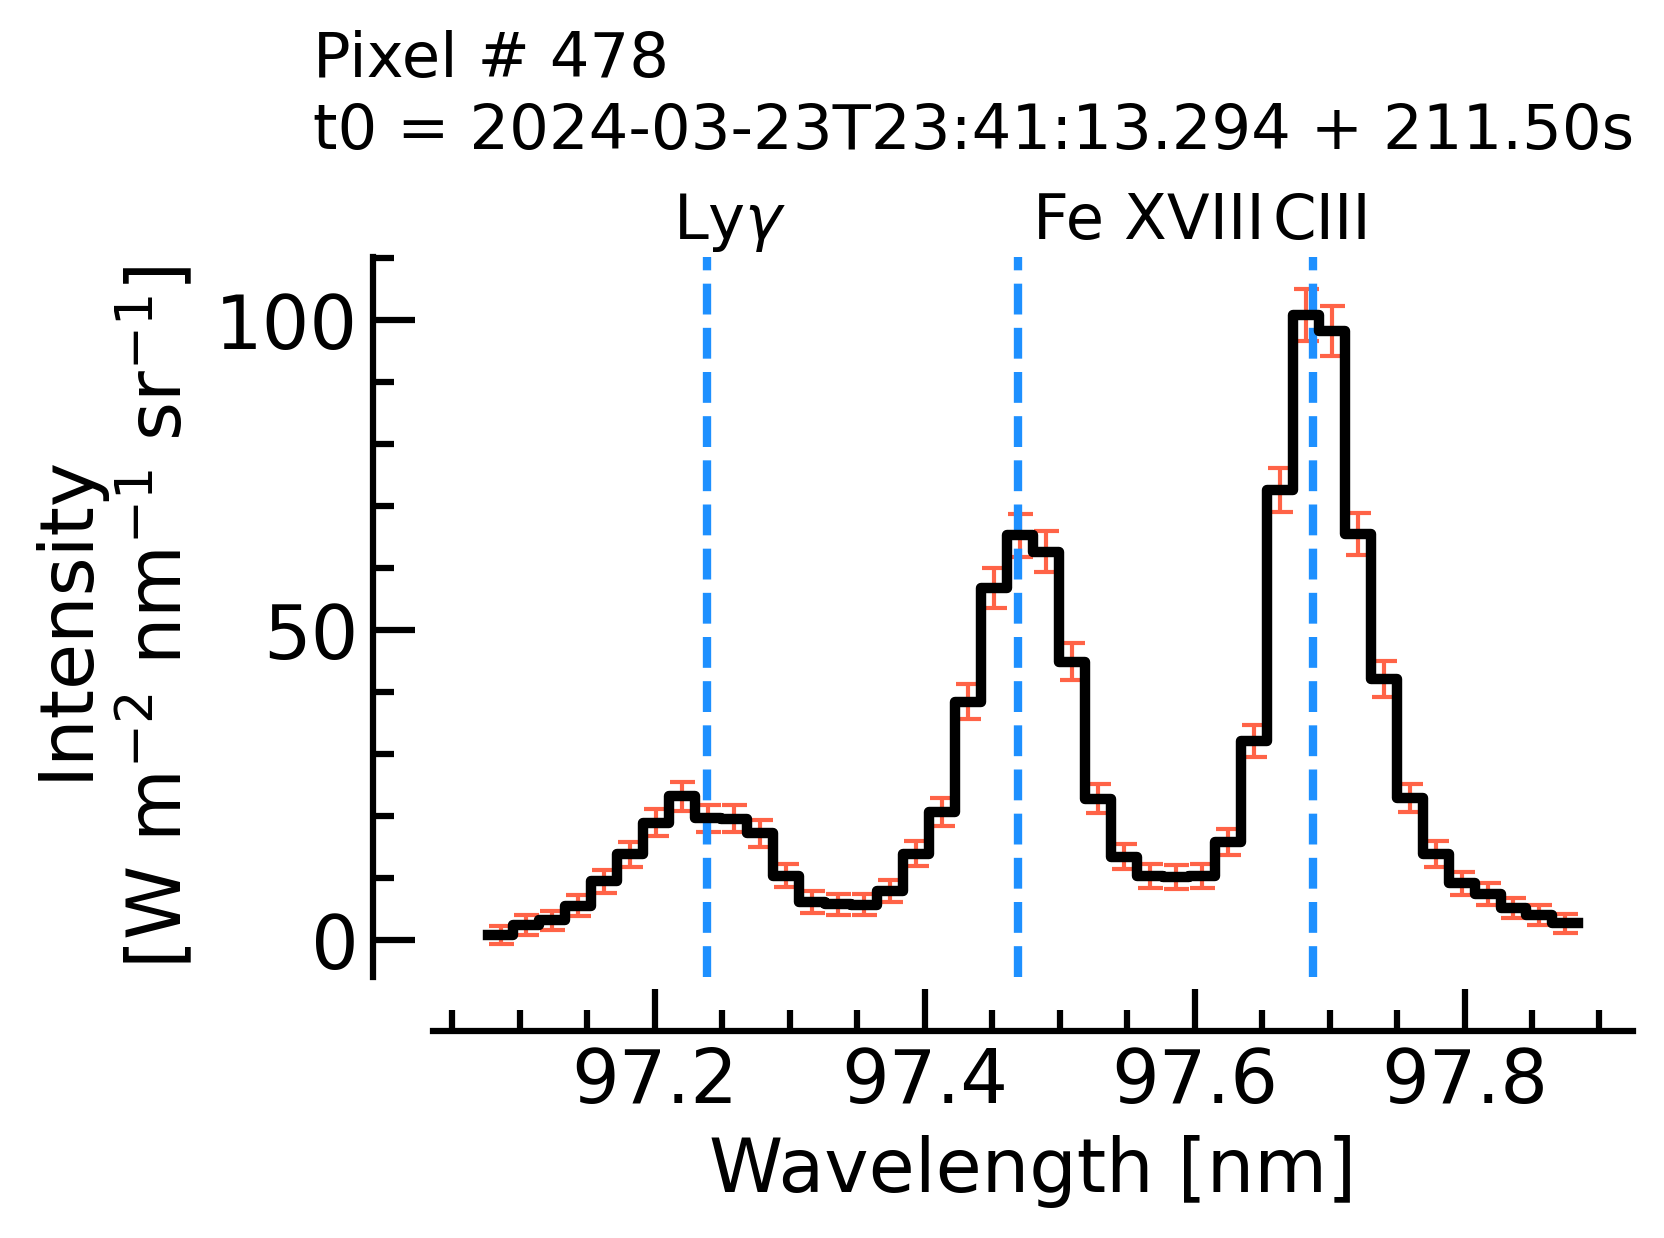 Pixel # 478
t0 = 2024-03-23T23:41:13.294 + 211.50s
Lyγ Fe XVIII CIII
Intensity
[W m⁻² nm⁻¹ sr⁻¹]
100
50
0
97.2 97.4 97.6 97.8
Wavelength [nm]